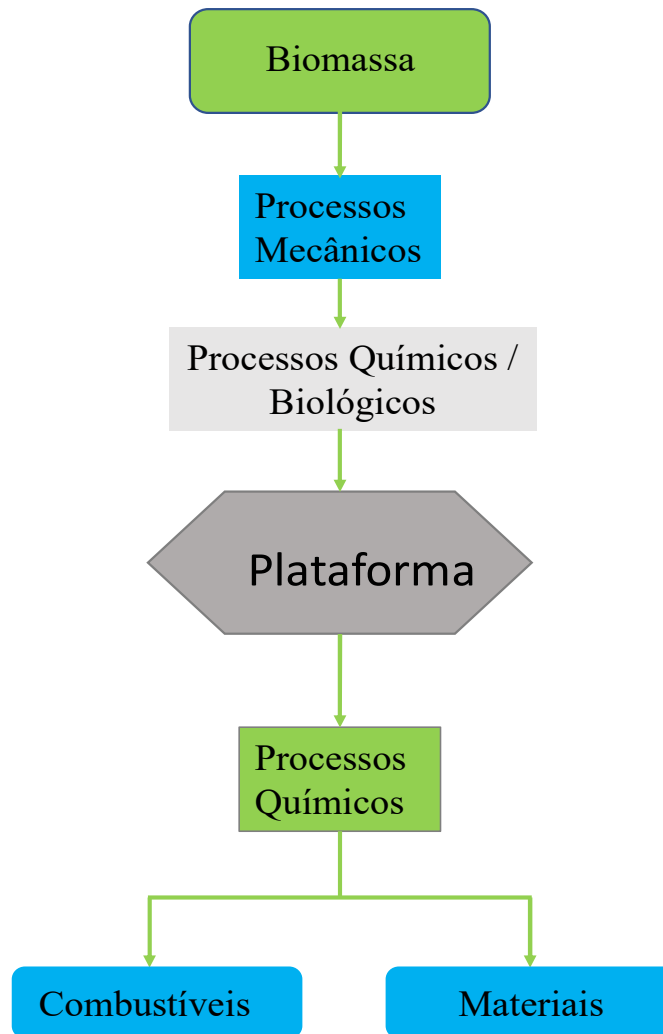 Biomassa
Processos
Mecânicos
Processos Químicos /
Biológicos
Plataforma
Processos
Químicos
Combustíveis
Materiais